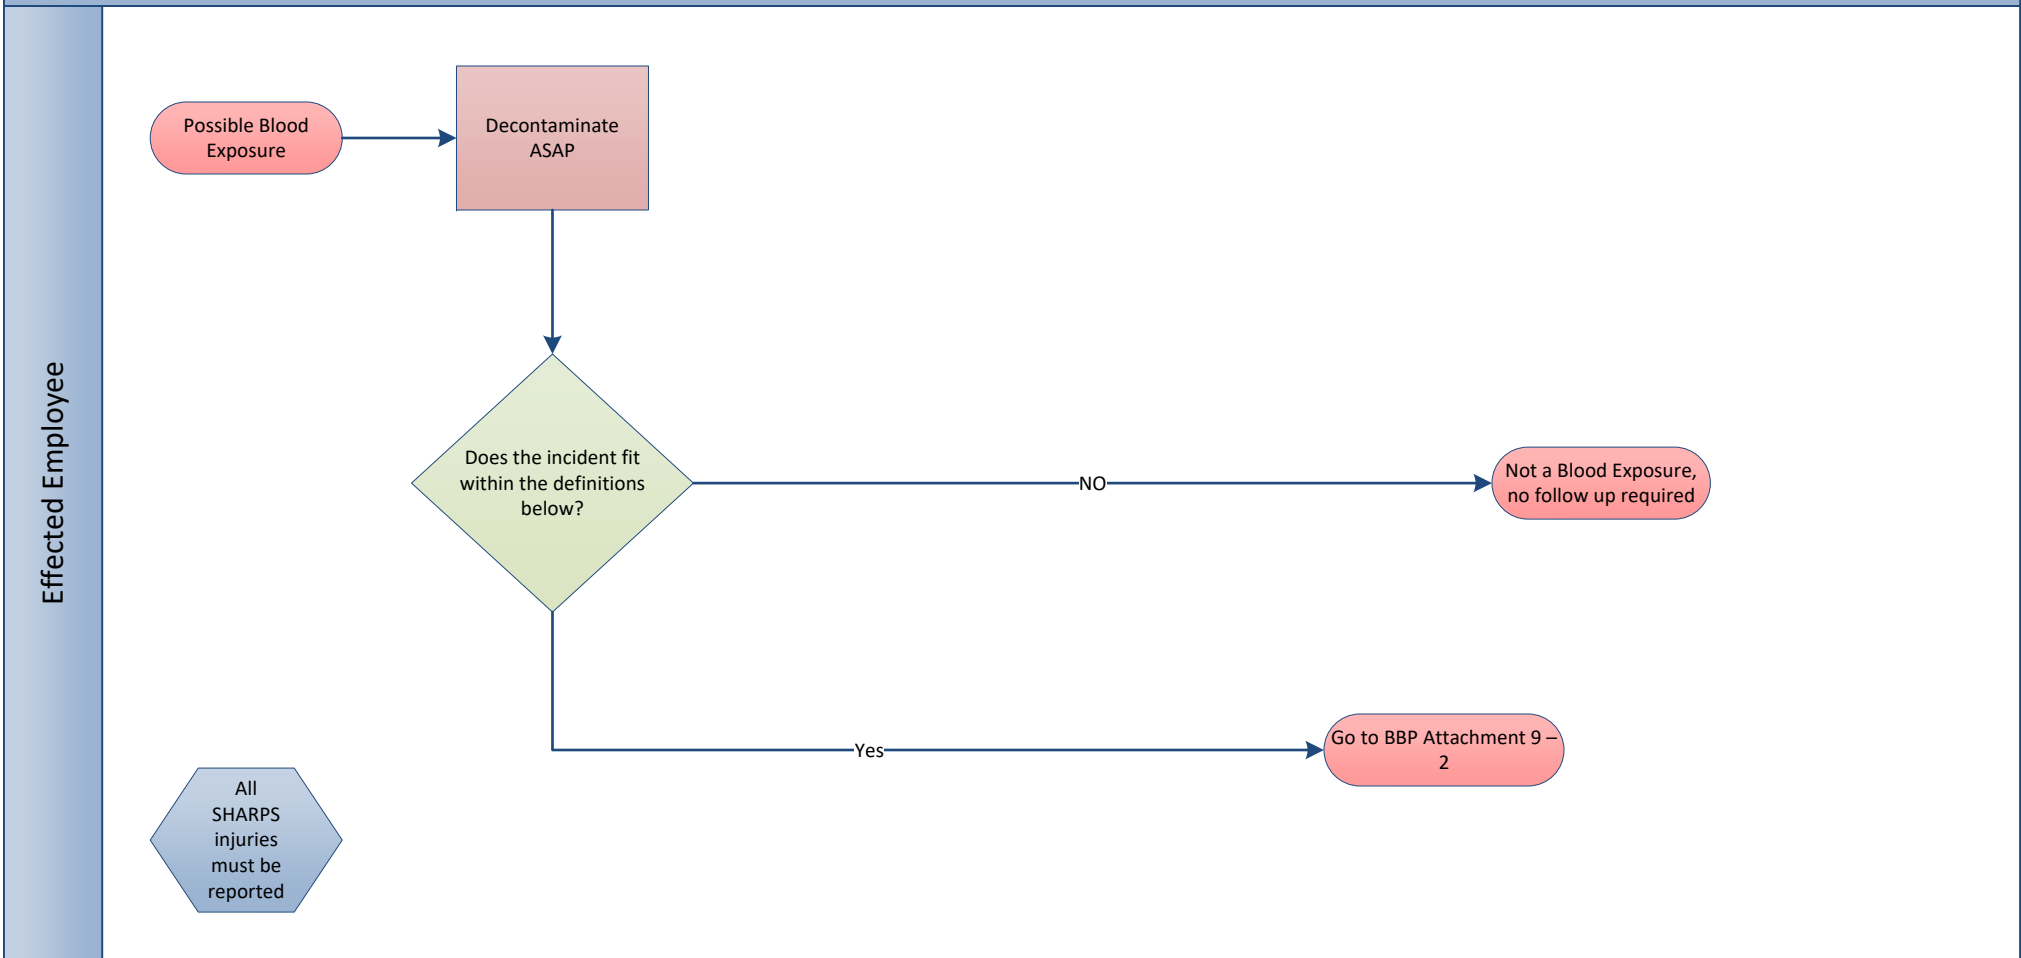 Effected Employee
Possible Blood
Exposure
Decontaminate
ASAP
Does the incident fit
within the definitions
below?
NO
Not a Blood Exposure,
no follow up required
Yes
Go to BBP Attachment 9 –
2
All
SHARPS
injuries
must be
reported